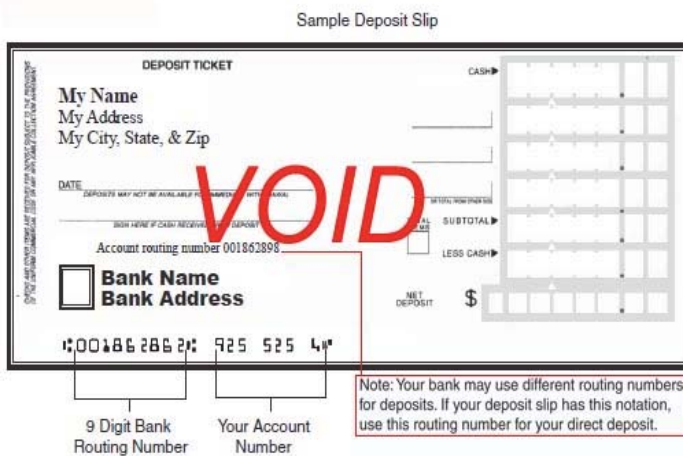 Sample Deposit Slip
DEPOSIT TICKET
CASH
My Name
My Address
My City, State, & Zip
DATE
DEPOSITS MAY NOT BE AVAILABLE FOR IMMEDIATE WITHDRAWAL
SIGN HERE IF CASH RECEIVED DEPOSIT
VOID
SUBTOTAL
LESS CASH
Account routing number 001862898
Bank Name
Bank Address
NET
DEPOSIT
$
⑆001862862⑆ 925 525 4⑈
9 Digit Bank
Routing Number
Your Account
Number
Note: Your bank may use different routing numbers
for deposits. If your deposit slip has this notation,
use this routing number for your direct deposit.